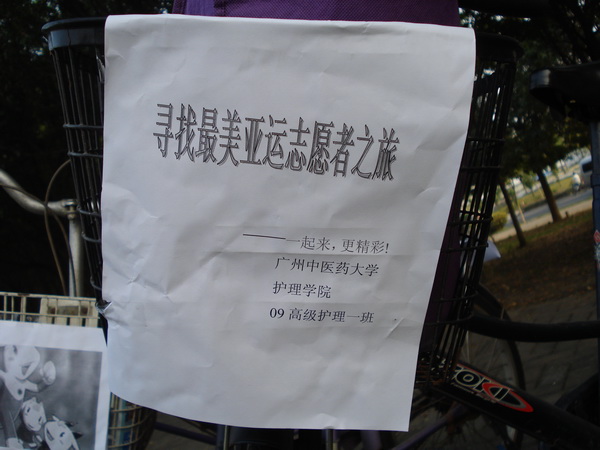 寻找最美亚运志愿者之旅
———一起来，更精彩!
广州中医药大学
护理学院
09 高级护理一班